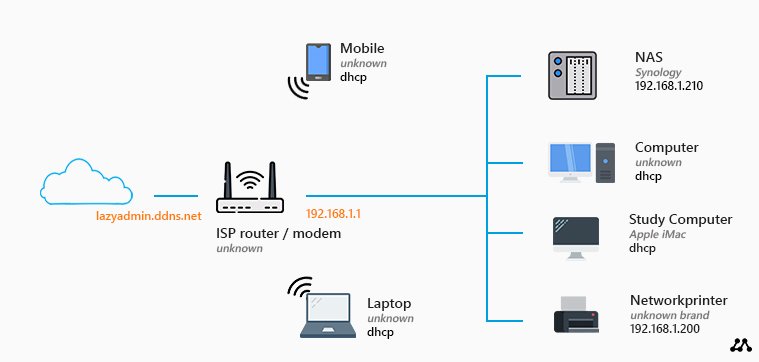 Mobile
unknown
dhcp
NAS
Synology
192.168.1.210
Computer
unknown
dhcp
lazyadmin.ddns.net
192.168.1.1
ISP router / modem
unknown
Study Computer
Apple iMac
dhcp
Laptop
unknown
dhcp
Networkprinter
unknown brand
192.168.1.200